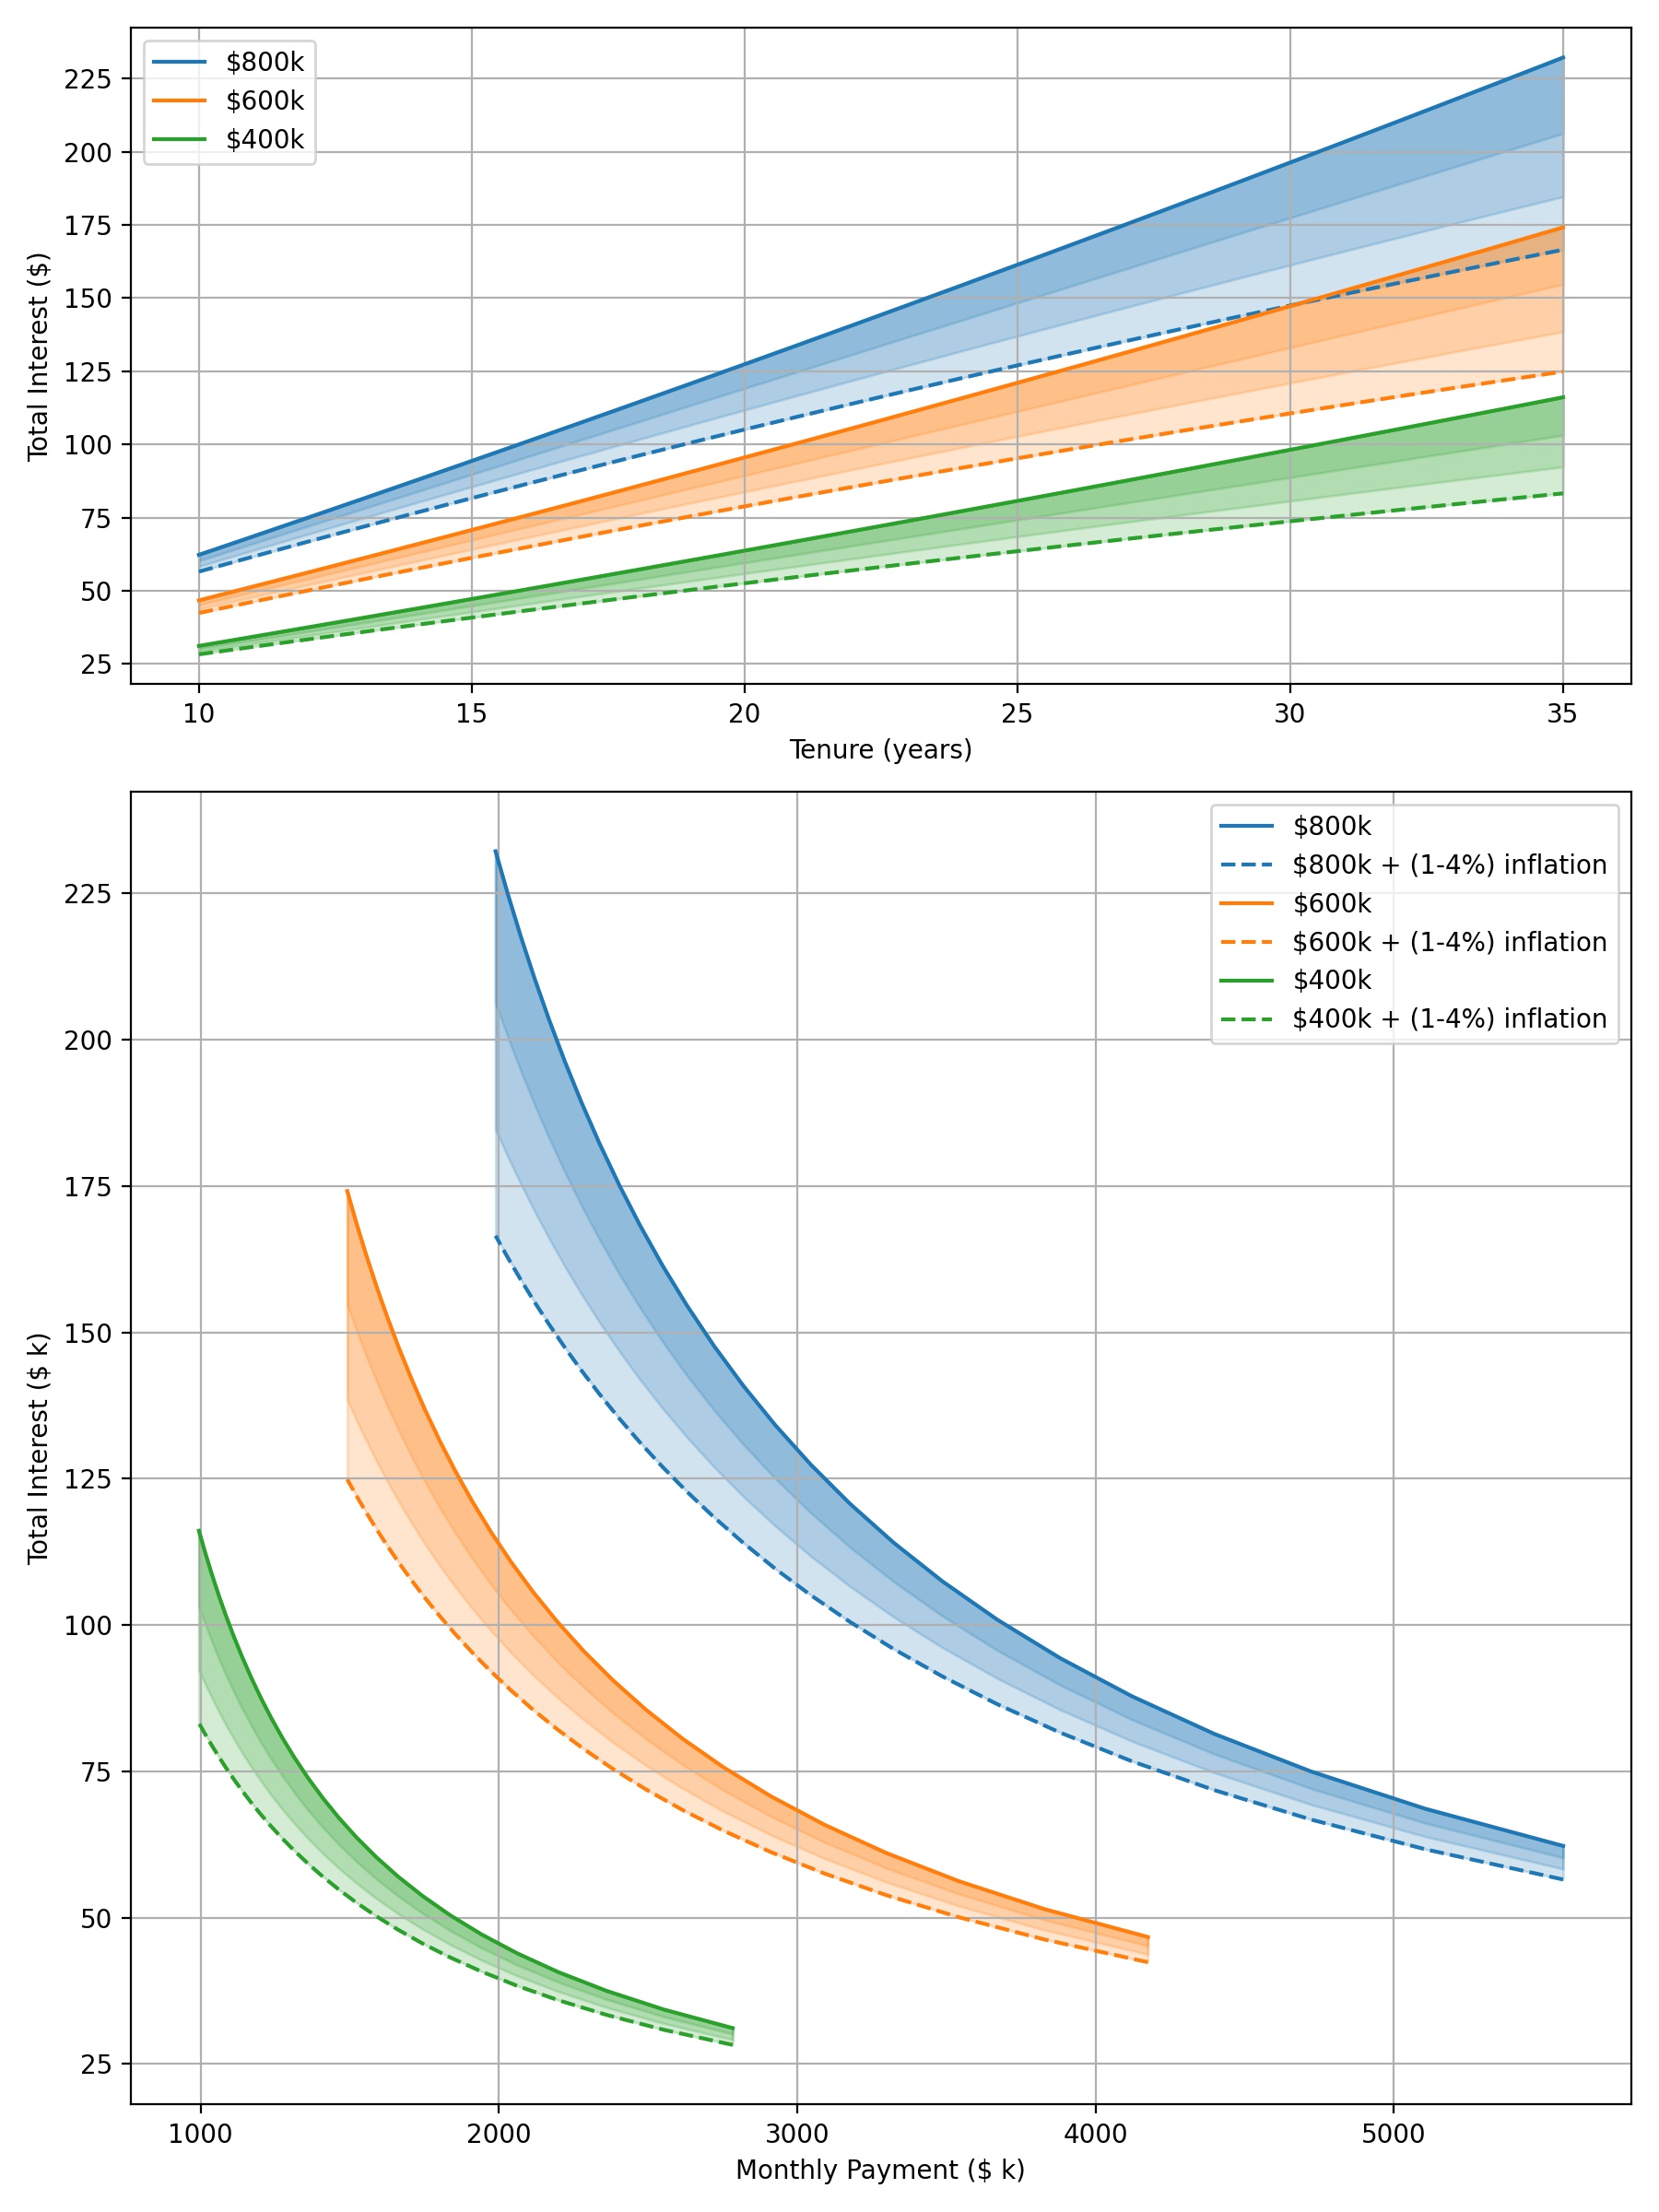 $800k
$600k
$400k
225
200
175
150
125
100
75
50
25
Total Interest ($)
10 15 20 25 30 35
Tenure (years)
$800k
$800k + (1-4%) inflation
$600k
$600k + (1-4%) inflation
$400k
$400k + (1-4%) inflation
225
200
175
150
125
100
75
50
25
Total Interest ($ k)
1000 2000 3000 4000 5000
Monthly Payment ($ k)